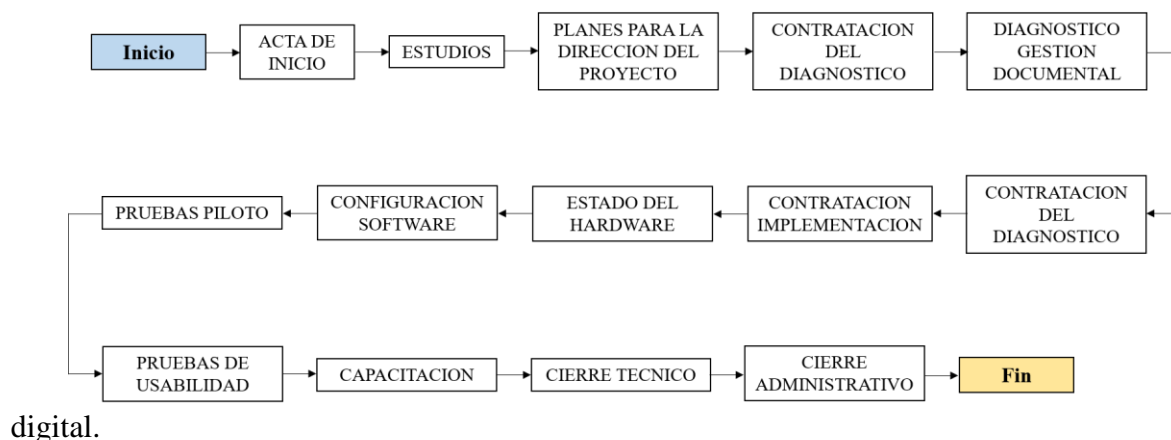 Inicio
ACTA DE
INICIO
ESTUDIOS
PLANES PARA LA
DIRECCION DEL
PROYECTO
CONTRATACION
DEL
DIAGNOSTICO
DIAGNOSTICO
GESTION
DOCUMENTAL
CONTRATACION
DEL
DIAGNOSTICO
CONTRATACION
IMPLEMENTACION
ESTADO DEL
HARDWARE
CONFIGURACION
SOFTWARE
PRUEBAS PILOTO
PRUEBAS DE
USABILIDAD
CAPACITACION
CIERRE TECNICO
CIERRE
ADMINISTRATIVO
Fin
digital.